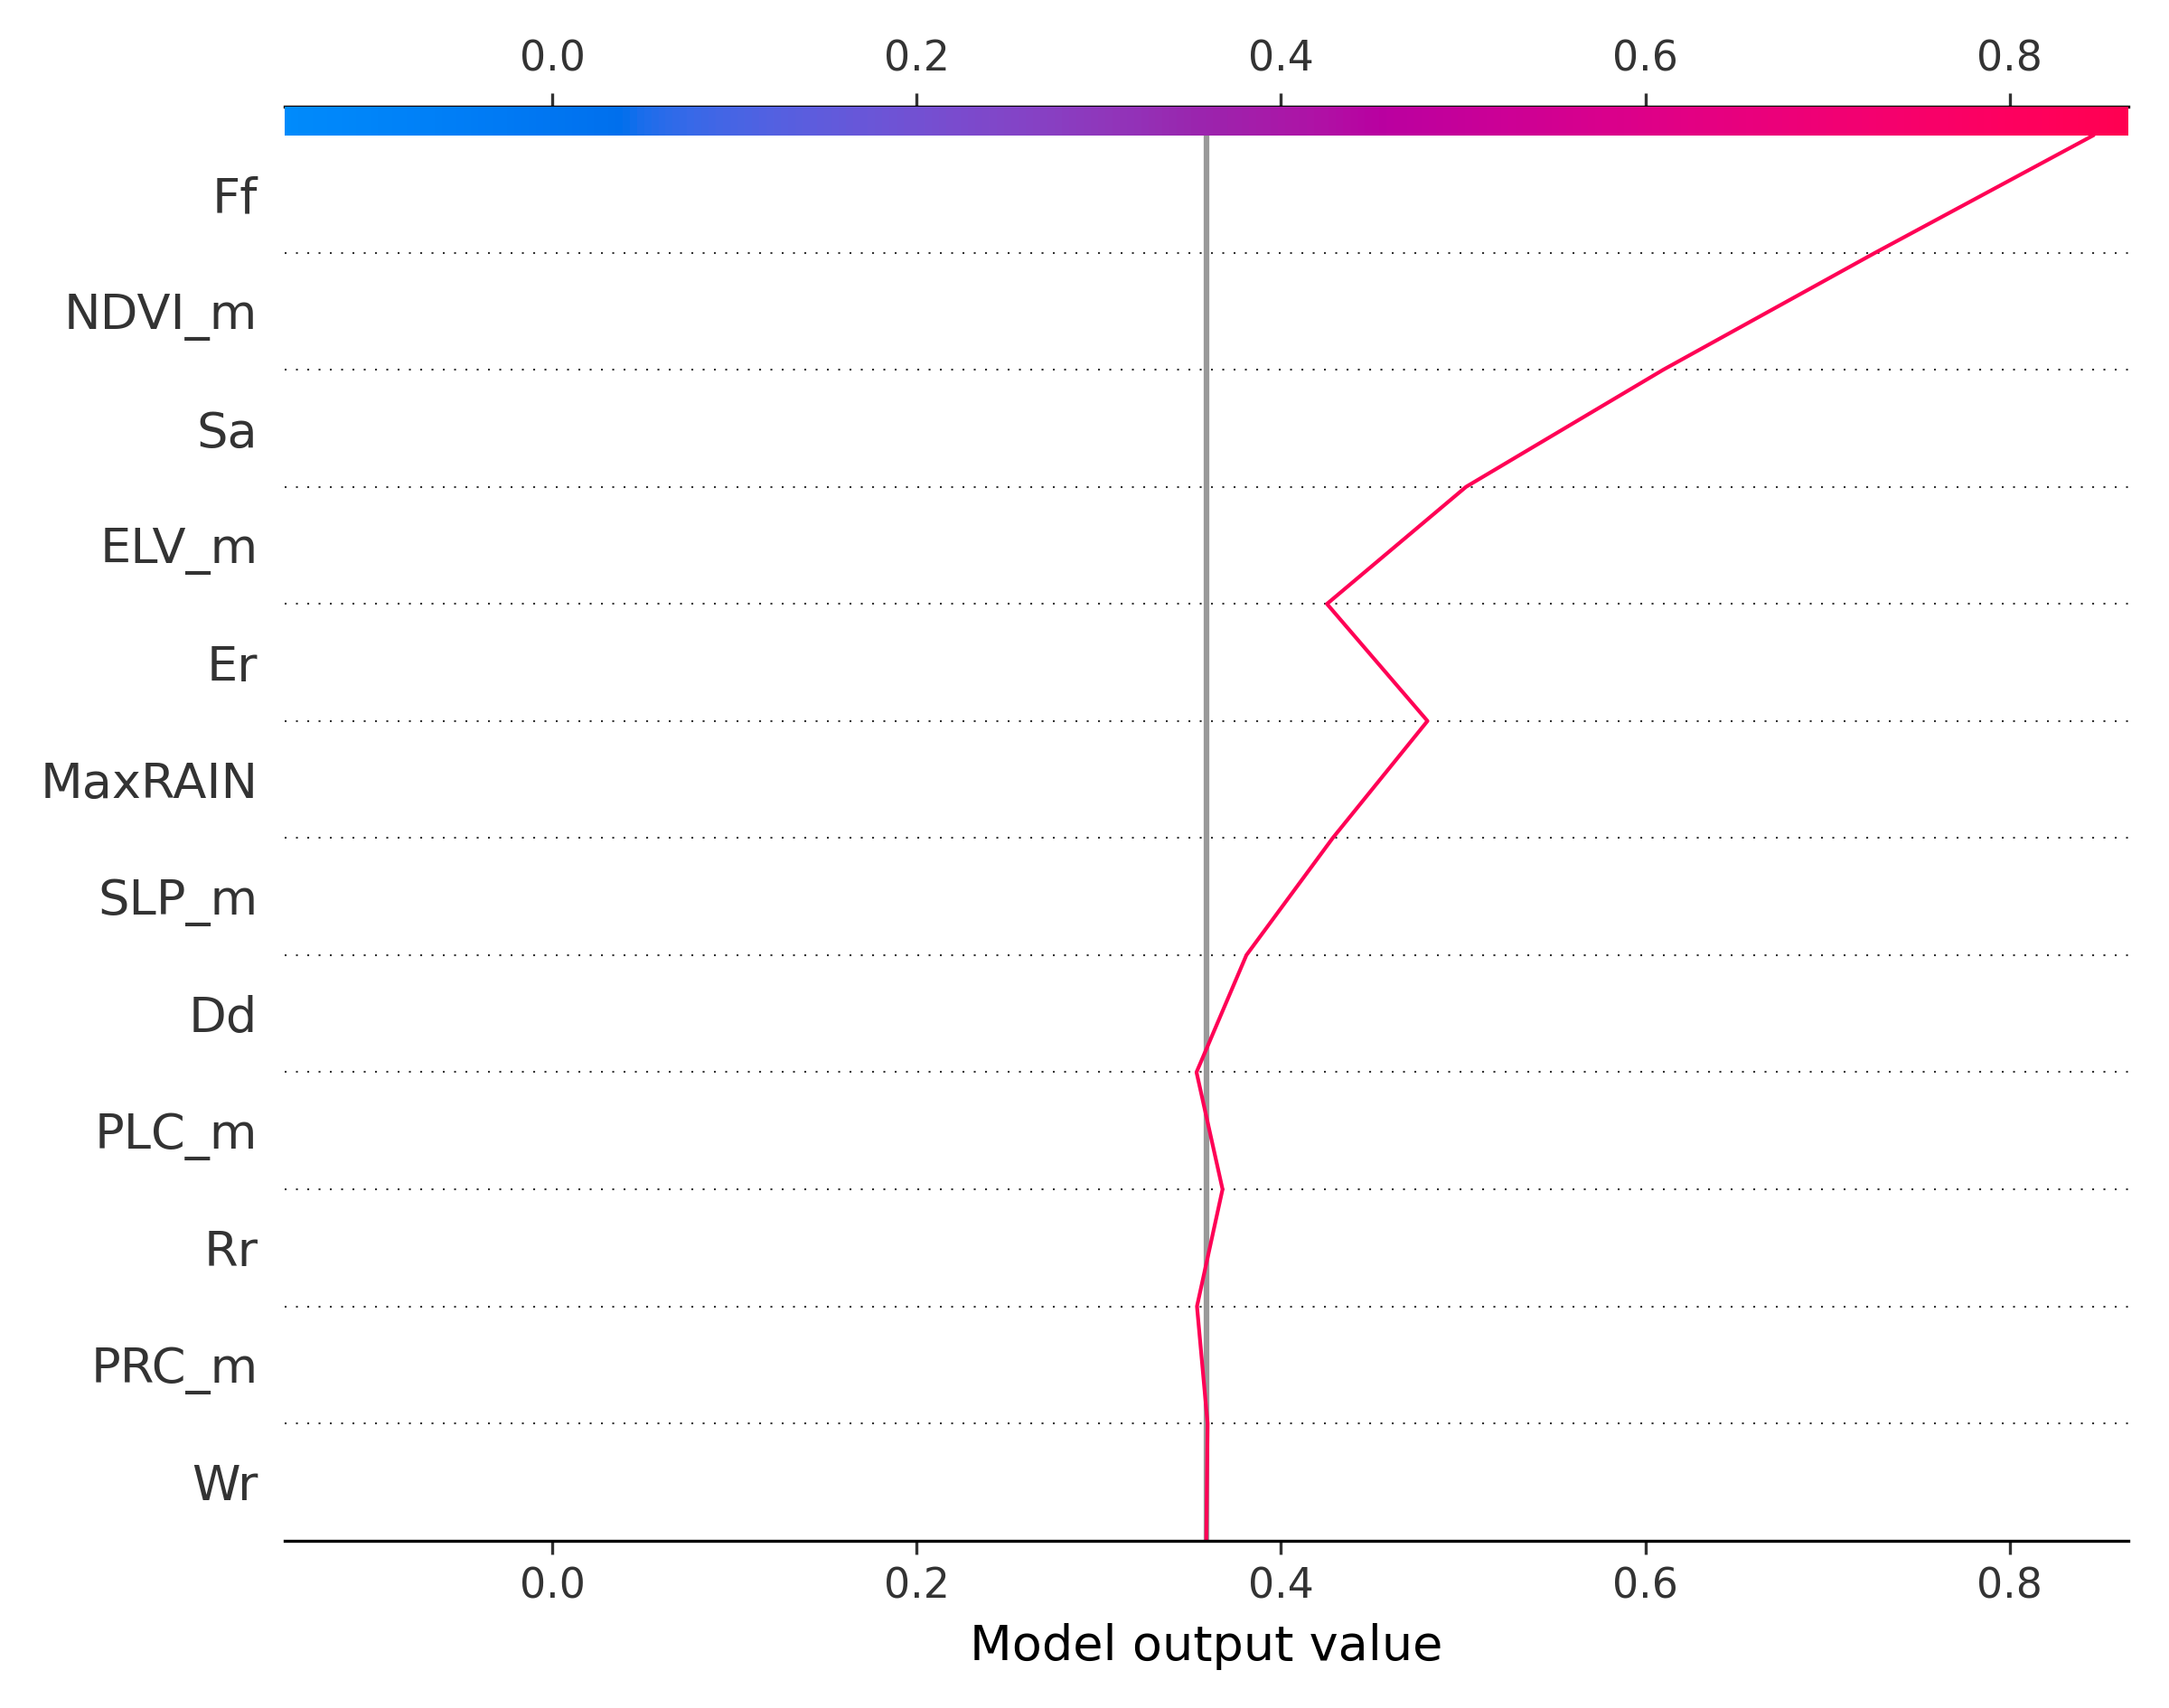 0.0 0.2 0.4 0.6 0.8
Ff
NDVI_m
Sa
ELV_m
Er
MaxRAIN
SLP_m
Dd
PLC_m
Rr
PRC_m
Wr
0.0 0.2 0.4 0.6 0.8
Model output value